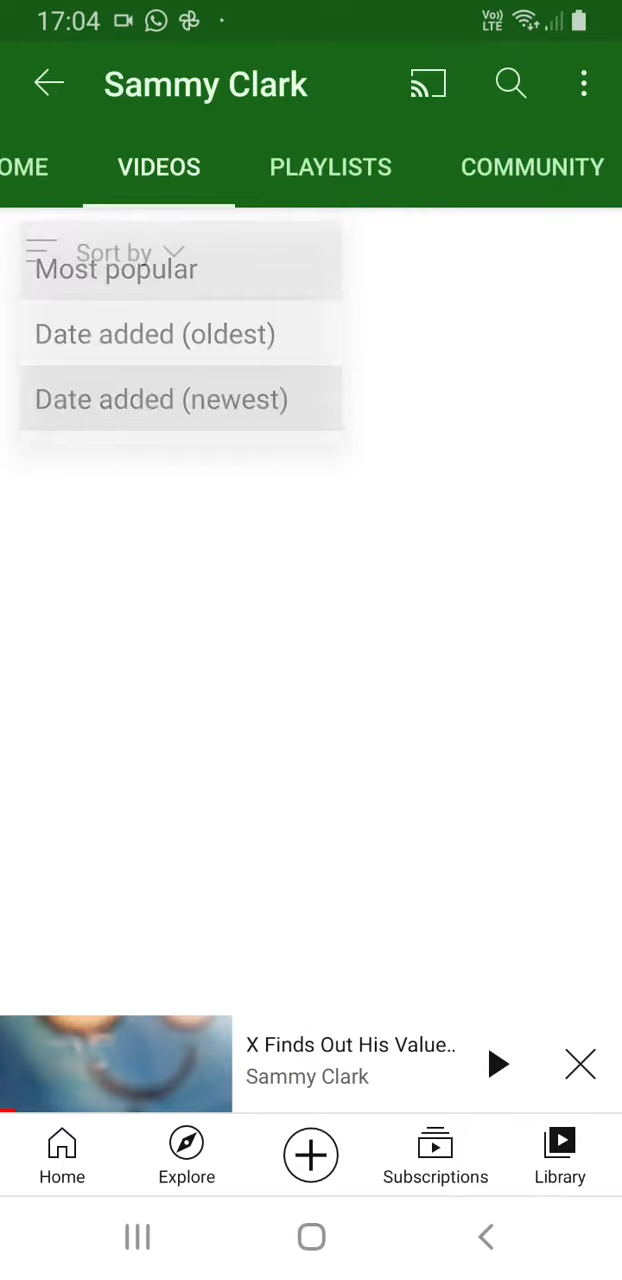 17:04
Vo)) LTE
Sammy Clark
OME VIDEOS PLAYLISTS COMMUNITY
Sort by
Most popular
Date added (oldest)
Date added (newest)
X Finds Out His Value..
Sammy Clark
Home Explore Subscriptions Library